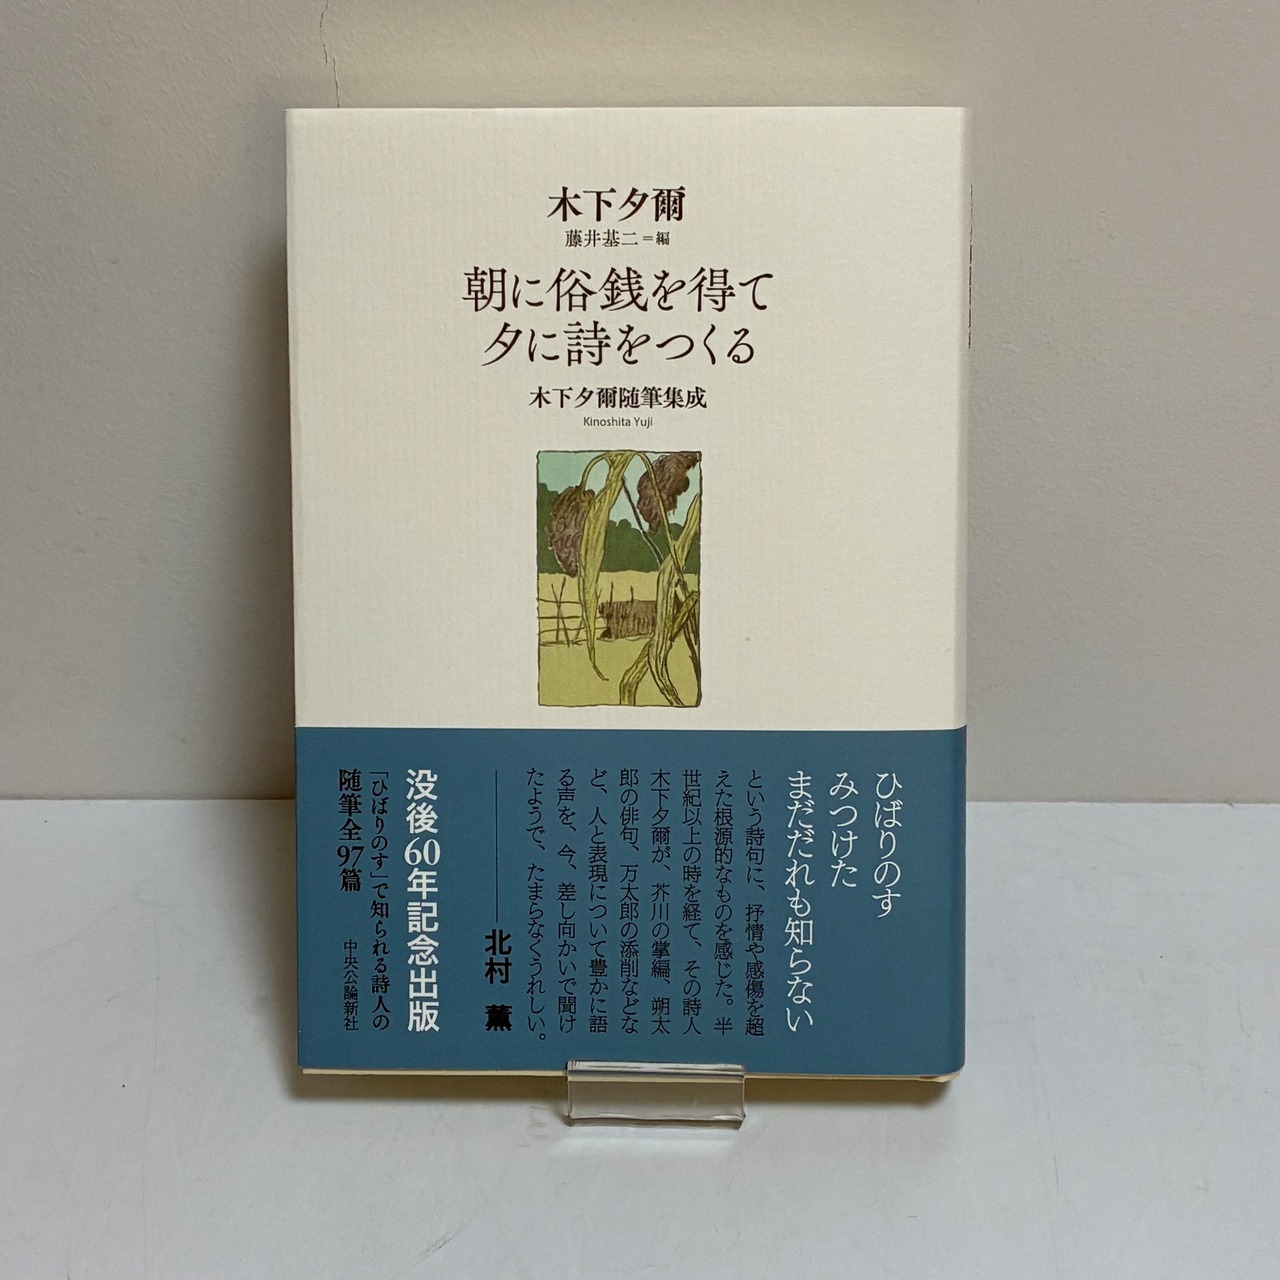 木下夕爾
藤井基二＝編
朝に俗銭を得て
夕に詩をつくる
木下夕爾随筆集成
Kinoshita Yuji
ひばりのす
みつけた
まだだれも知らない
という詩句に、抒情や感傷を超
えた根源的なものを感じた。半
世紀以上の時を経て、その詩人
木下夕爾が、芥川の掌編、朔太
郎の俳句、万太郎の添削などな
ど、人と表現について豊かに語
る声を、今、差し向かいで聞け
たようで、たまらなくうれしい。
――北村 薫
没後60年記念出版
「ひばりのす」で知られる詩人の
随筆全97篇
中央公論新社